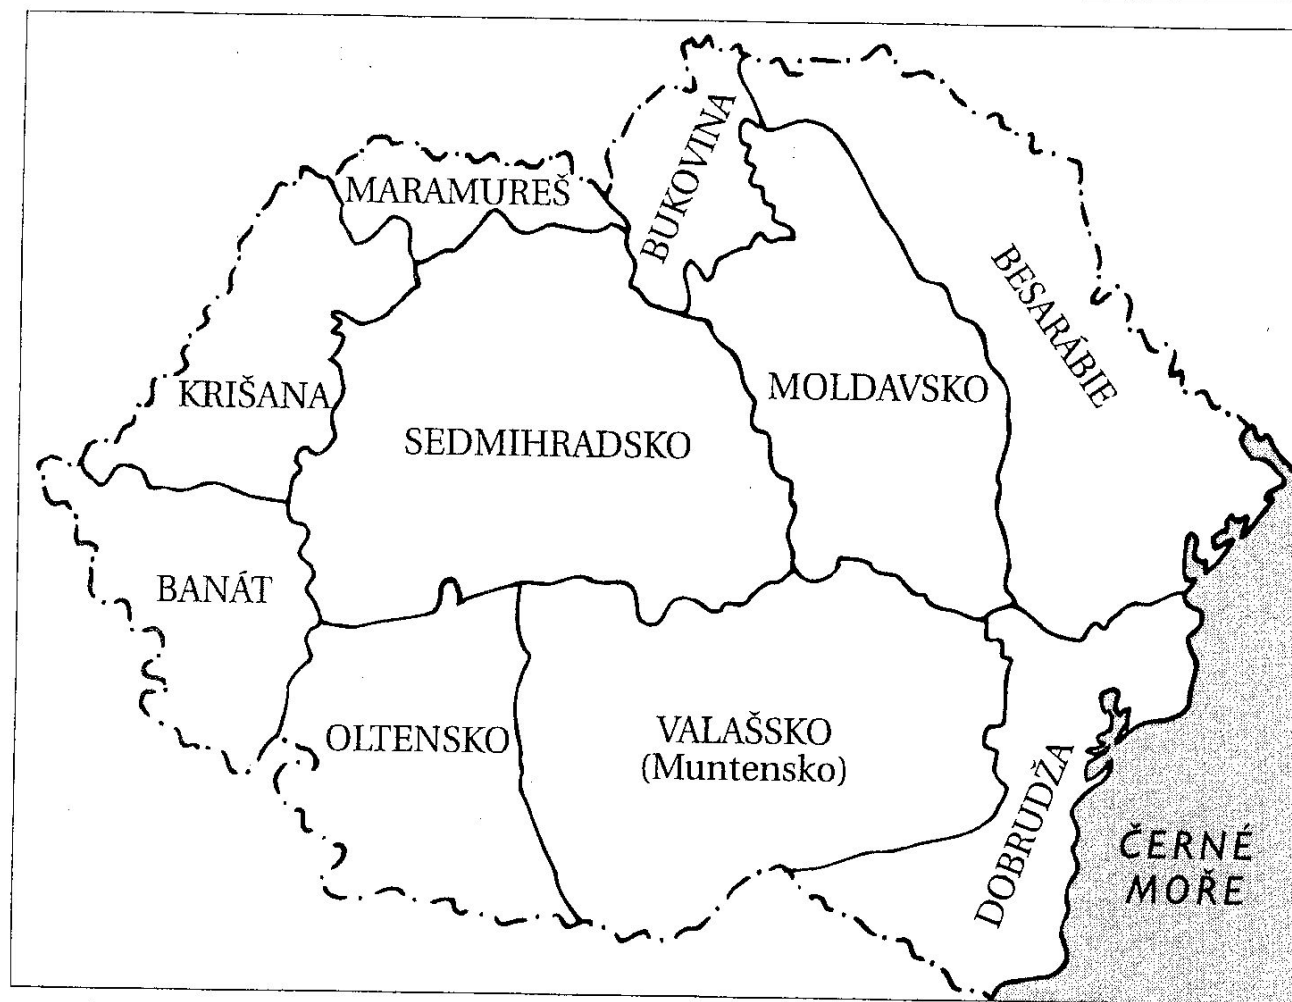 MARAMUREŠ
BUKOVINA
BESARÁBIE
KRIŠANA
SEDMIHRADSKO
MOLDAVSKO
BANÁT
OLTENSKO
VALAŠSKO
(Muntensko)
DOBRUDŽA
ČERNÉ
MOŘE